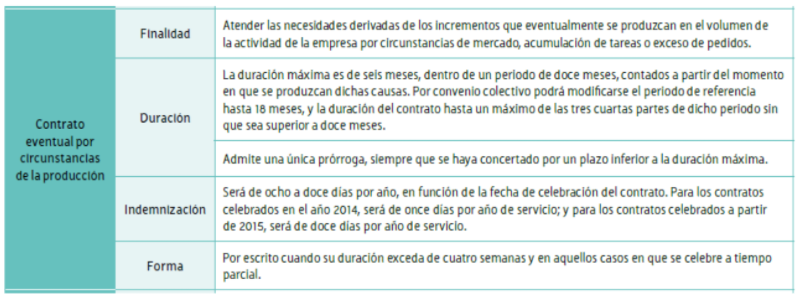 Contrato
eventual por
circunstancias
de la producción
Finalidad
Atender las necesidades derivadas de los incrementos que eventualmente se produzcan en el volumen de
la actividad de la empresa por circunstancias de mercado, acumulación de tareas o exceso de pedidos.
Duración
La duración máxima es de seis meses, dentro de un periodo de doce meses, contados a partir del momento
en que se produzcan dichas causas. Por convenio colectivo podrá modificarse el periodo de referencia
hasta 18 meses, y la duración del contrato hasta un máximo de las tres cuartas partes de dicho periodo sin
que sea superior a doce meses.
Admite una única prórroga, siempre que se haya concertado por un plazo inferior a la duración máxima.
Indemnización
Será de ocho a doce días por año, en función de la fecha de celebración del contrato. Para los contratos
celebrados en el año 2014, será de once días por año de servicio; y para los contratos celebrados a partir
de 2015, será de doce días por año de servicio.
Forma
Por escrito cuando su duración exceda de cuatro semanas y en aquellos casos en que se celebre a tiempo
parcial.